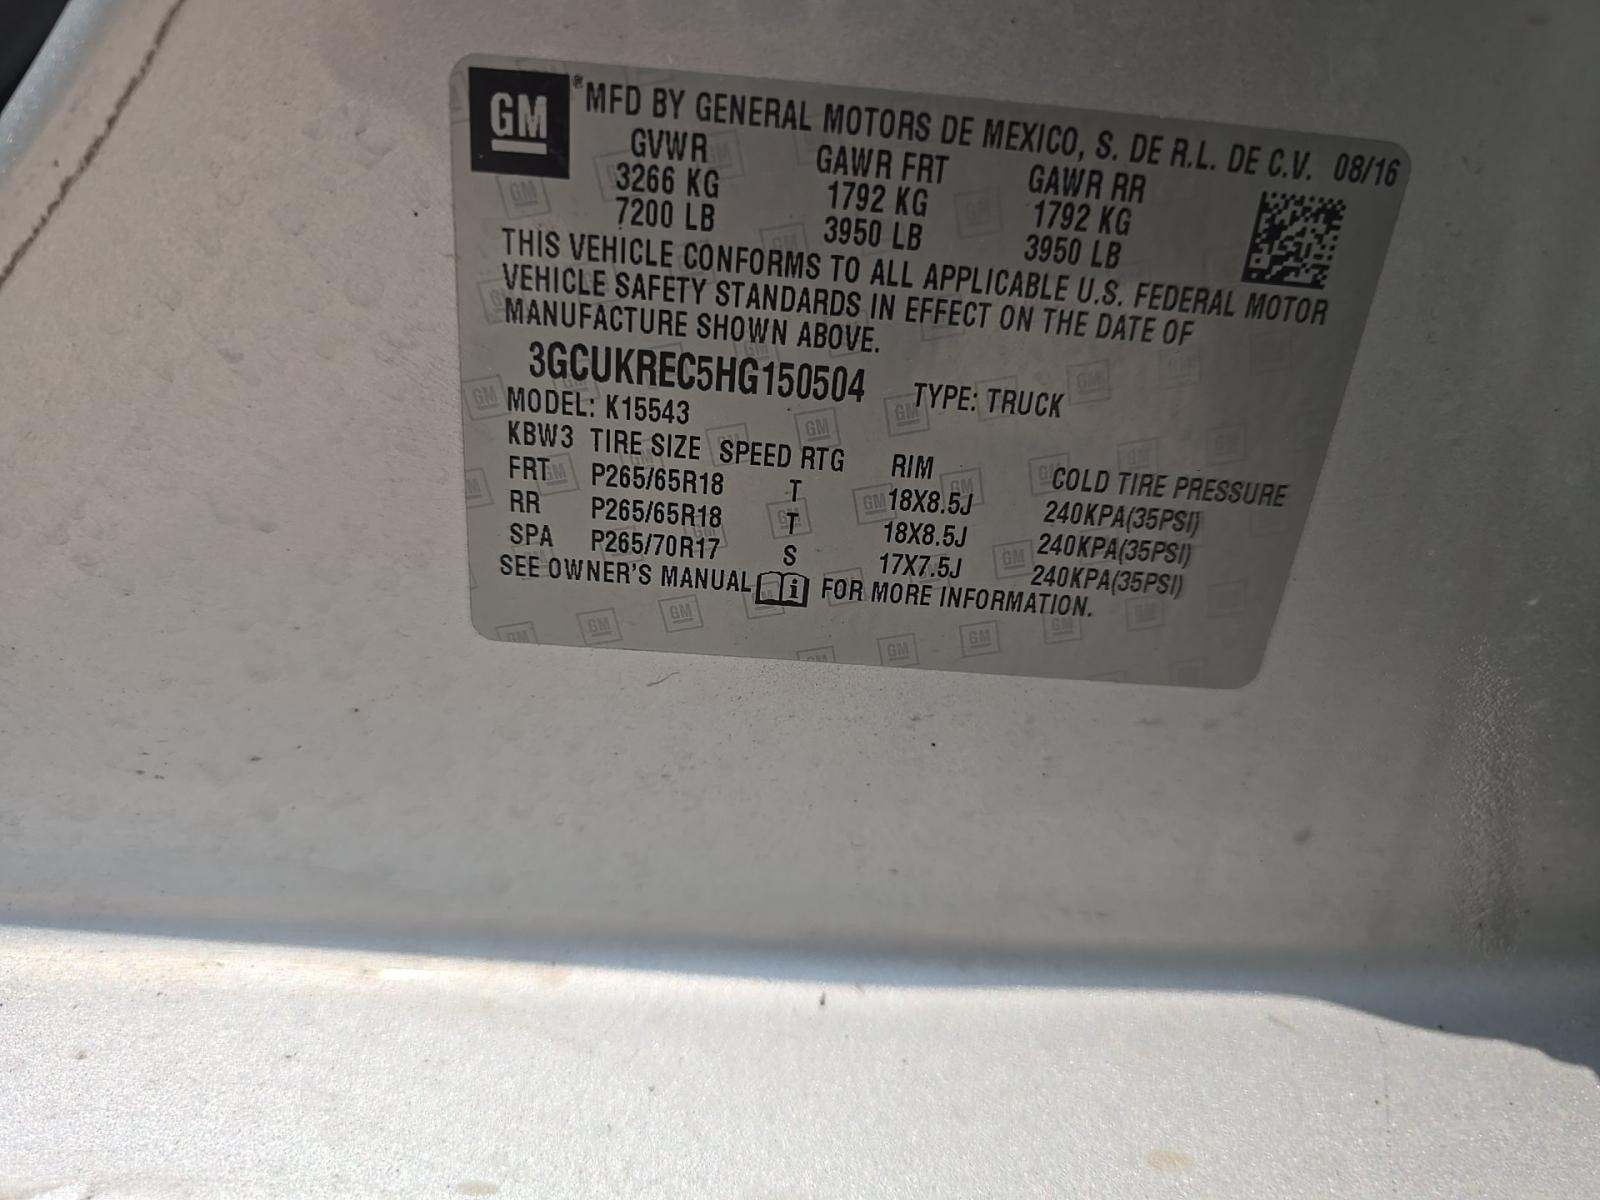 GM ® MFD BY GENERAL MOTORS DE MEXICO, S. DE R.L. DE C.V. 08/16
GVWR GAWR FRT GAWR RR
3266 KG 1792 KG 1792 KG
7200 LB 3950 LB 3950 LB
THIS VEHICLE CONFORMS TO ALL APPLICABLE U.S. FEDERAL MOTOR
VEHICLE SAFETY STANDARDS IN EFFECT ON THE DATE OF
MANUFACTURE SHOWN ABOVE.
3GCUKREC5HG150504 TYPE: TRUCK
MODEL: K15543
KBW3 TIRE SIZE SPEED RTG RIM COLD TIRE PRESSURE
FRT P265/65R18 T 18X8.5J 240KPA(35PSI)
RR P265/65R18 T 18X8.5J 240KPA(35PSI)
SPA P265/70R17 S 17X7.5J 240KPA(35PSI)
SEE OWNER'S MANUAL i FOR MORE INFORMATION.